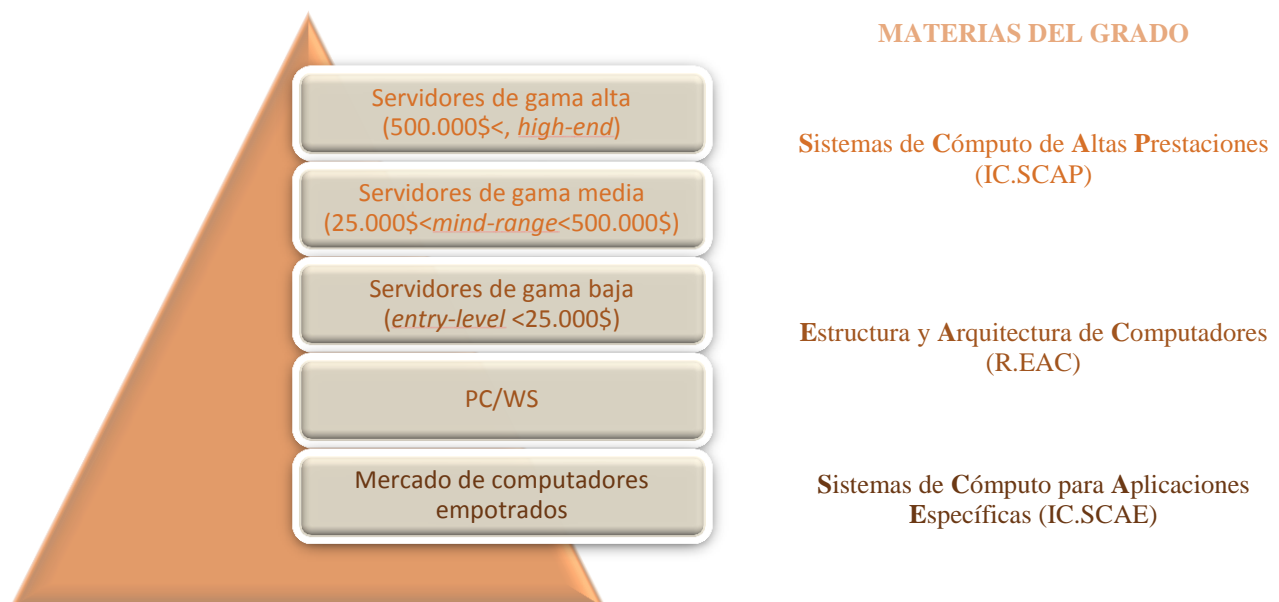 MATERIAS DEL GRADO
Servidores de gama alta
(500.000$<, high-end)
Sistemas de Cómputo de Altas Prestaciones
(IC.SCAP)
Servidores de gama media
(25.000$<mind-range<500.000$)
Servidores de gama baja
(entry-level <25.000$)
Estructura y Arquitectura de Computadores
(R.EAC)
PC/WS
Mercado de computadores
empotrados
Sistemas de Cómputo para Aplicaciones
Específicas (IC.SCAE)